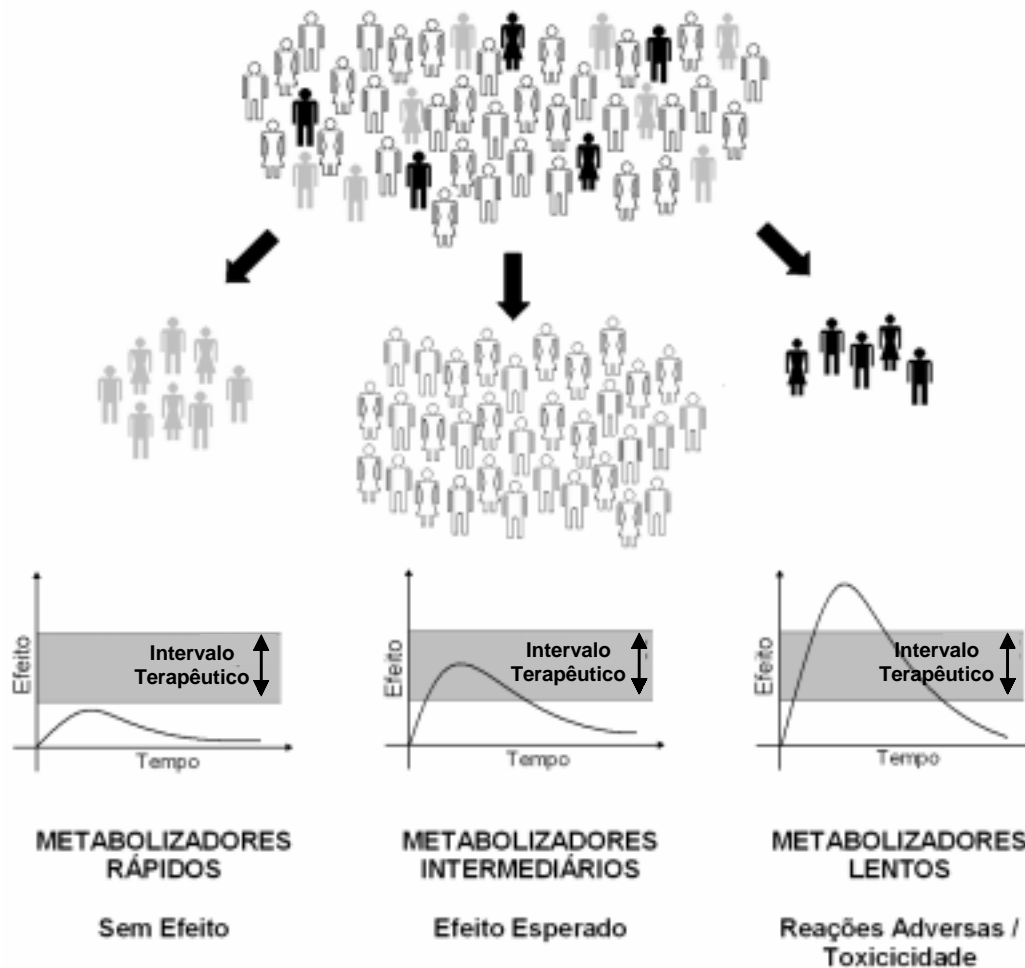 Efeito
Intervalo
Terapêutico
Tempo
Efeito
Intervalo
Terapêutico
Tempo
Efeito
Intervalo
Terapêutico
Tempo
METABOLIZADORES
RÁPIDOS
Sem Efeito
METABOLIZADORES
INTERMEDIÁRIOS
Efeito Esperado
METABOLIZADORES
LENTOS
Reações Adversas /
Toxicicidade